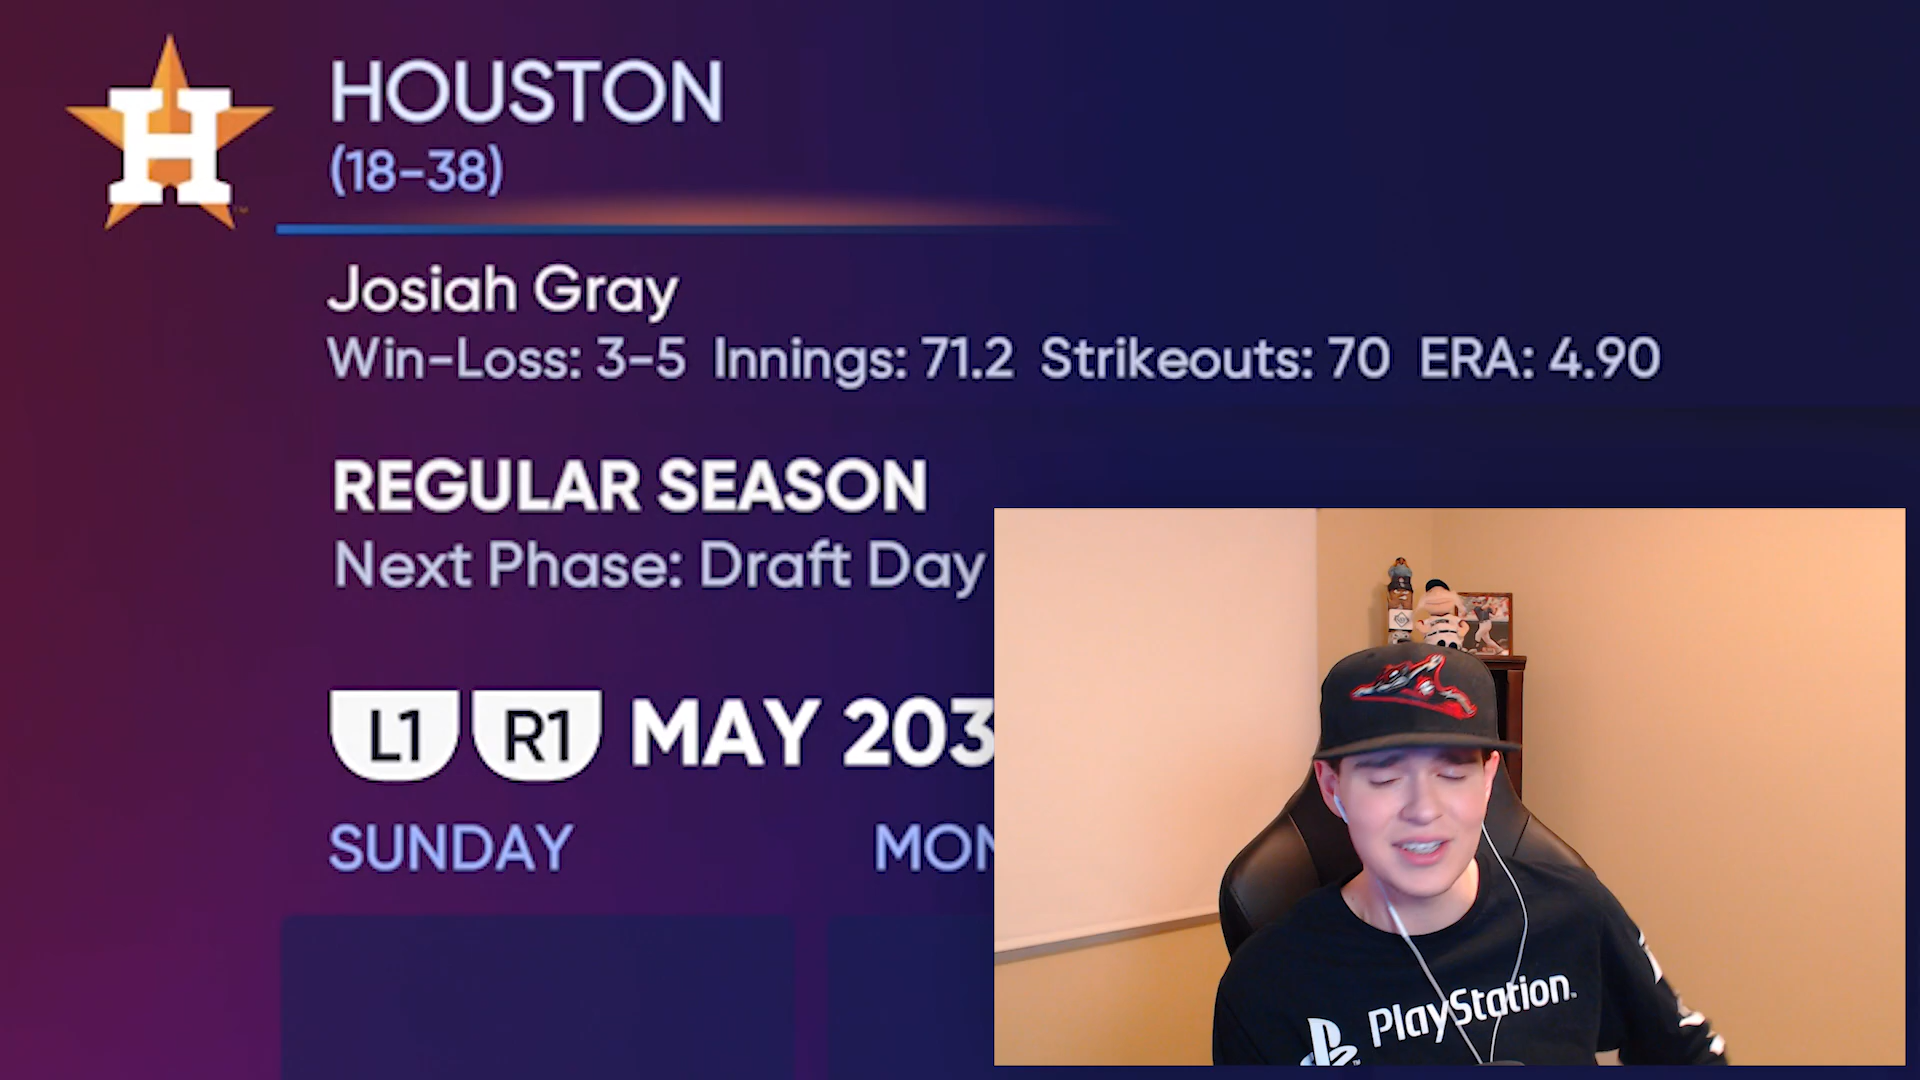 H
HOUSTON
(18-38)
Josiah Gray
Win-Loss: 3-5 Innings: 71.2 Strikeouts: 70 ERA: 4.90
REGULAR SEASON
Next Phase: Draft Day
L1 R1 MAY 203
SUNDAY MON
PlayStation